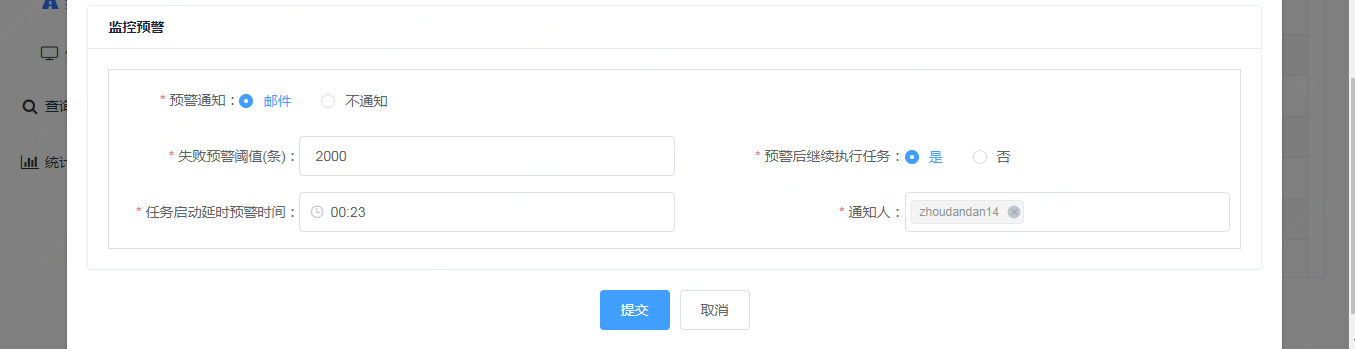 监控预警
* 预警通知： 邮件 不通知
查询
* 失败预警阈值(条)： 2000 * 预警后继续执行任务： 是 否
统计
* 任务启动延时预警时间： 00:23 * 通知人： zhoudandan14
提交 取消